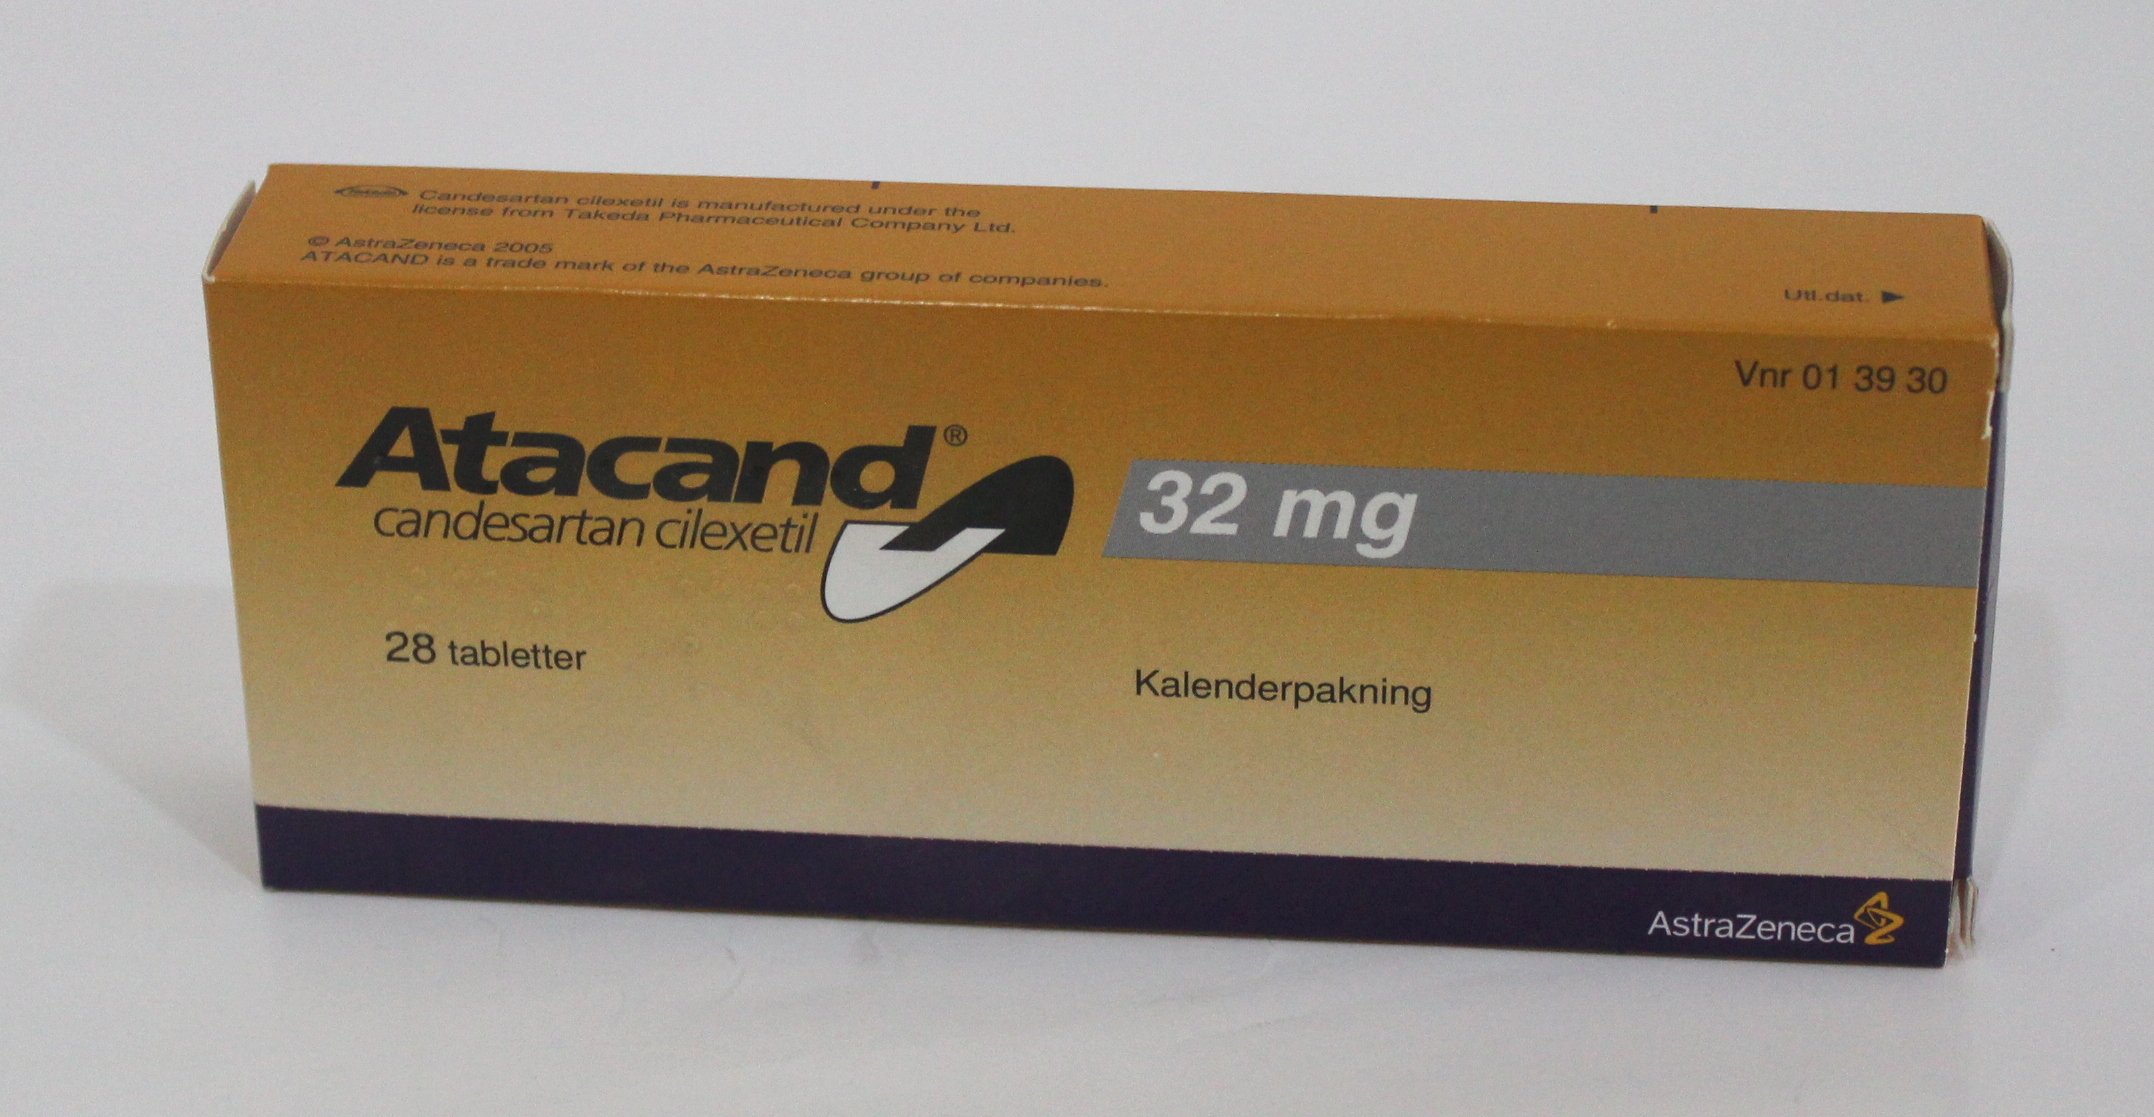 Takeda
Candesartan cilexetil is manufactured under the
license from Takeda Pharmaceutical Company Ltd.
© AstraZeneca 2005
ATACAND is a trade mark of the AstraZeneca group of companies.
Utl.dat. ►
Vnr 01 39 30
Atacand®
candesartan cilexetil
32 mg
28 tabletter
Kalenderpakning
AstraZeneca